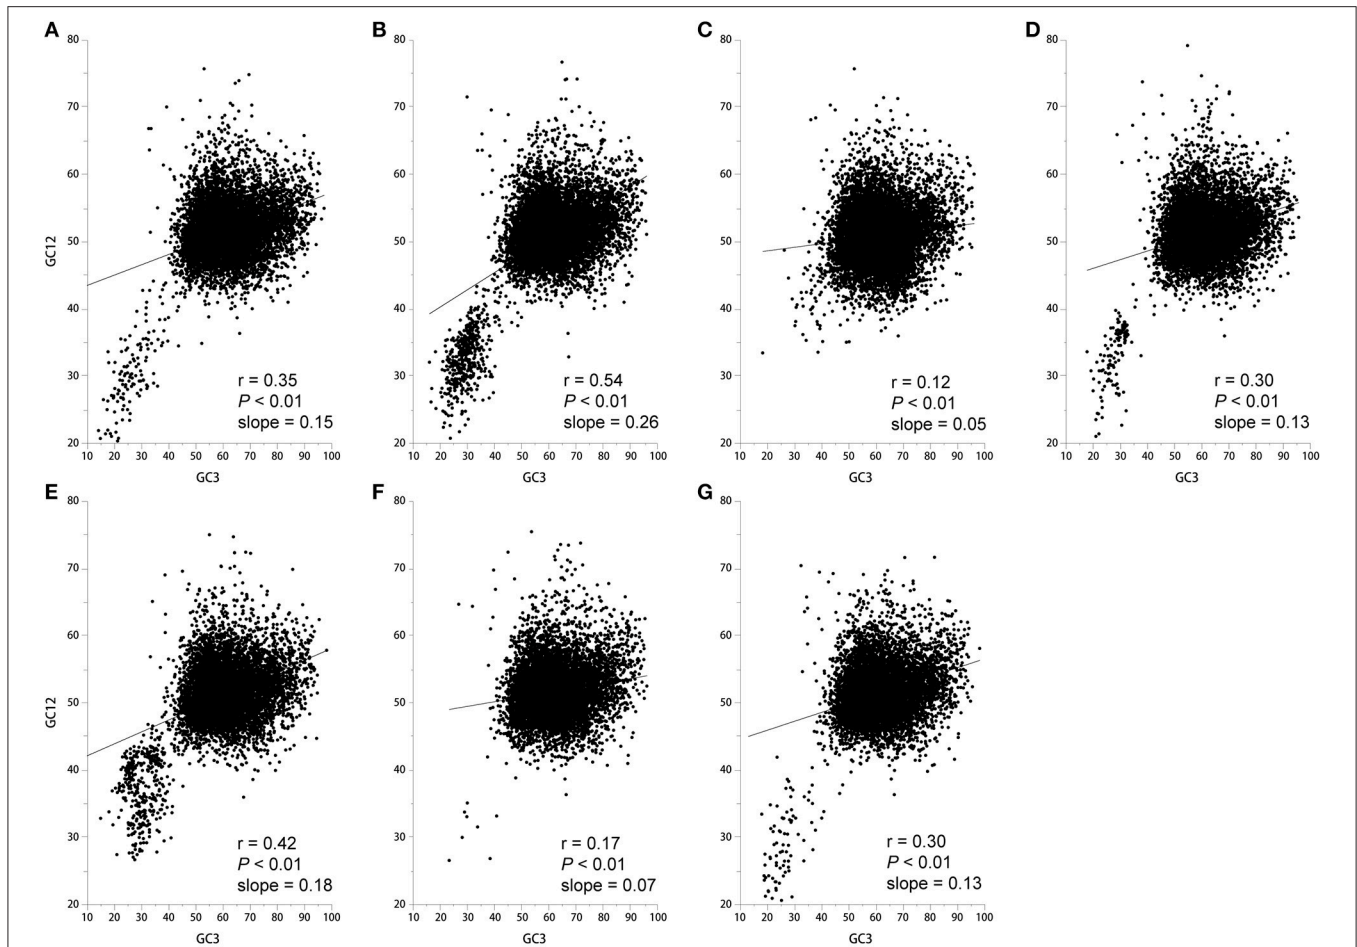 A B C D
80 80 80 80
70 70 70 70
60 60 60 60
GC12
50 50 50 50
40 40 40 40
30 30 30 30
r = 0.35 r = 0.54 r = 0.12 r = 0.30
P < 0.01 P < 0.01 P < 0.01 P < 0.01
slope = 0.15 slope = 0.26 slope = 0.05 slope = 0.13
20 20 20 20
10 20 30 40 50 60 70 80 90 100 10 20 30 40 50 60 70 80 90 100 10 20 30 40 50 60 70 80 90 100 10 20 30 40 50 60 70 80 90 100
GC3 GC3 GC3 GC3
E F G
80 80 80
70 70 70
60 60 60
GC12
50 50 50
40 40 40
30 30 30
r = 0.42 r = 0.17 r = 0.30
P < 0.01 P < 0.01 P < 0.01
slope = 0.18 slope = 0.07 slope = 0.13
20 20 20
10 20 30 40 50 60 70 80 90 100 10 20 30 40 50 60 70 80 90 100 10 20 30 40 50 60 70 80 90 100
GC3 GC3 GC3